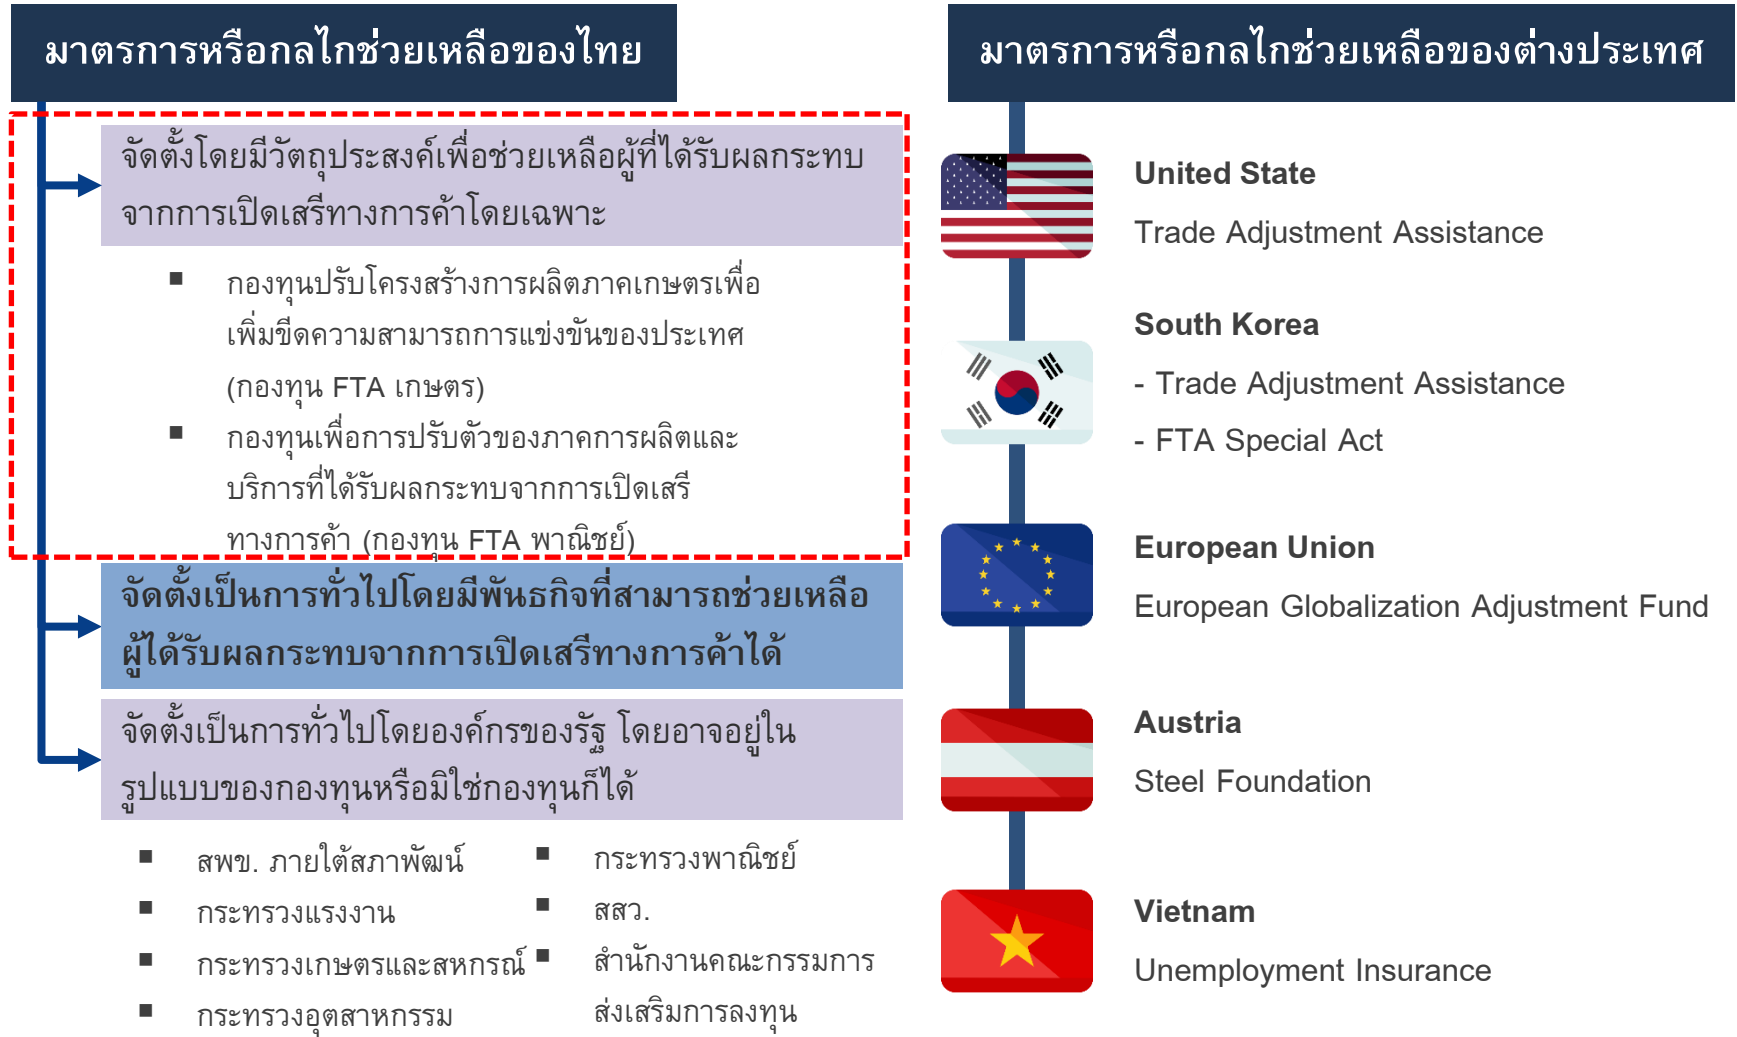 มาตรการหรือกลไกช่วยเหลือของไทย
จัดตั้งโดยมีวัตถุประสงค์เพื่อช่วยเหลือผู้ที่ได้รับผลกระทบ
จากการเปิดเสรีทางการค้าโดยเฉพาะ
▪ กองทุนปรับโครงสร้างการผลิตภาคเกษตรเพื่อ
เพิ่มขีดความสามารถการแข่งขันของประเทศ
(กองทุน FTA เกษตร)
▪ กองทุนเพื่อการปรับตัวของภาคการผลิตและ
บริการที่ได้รับผลกระทบจากการเปิดเสรี
ทางการค้า (กองทุน FTA พาณิชย์)
จัดตั้งเป็นการทั่วไปโดยมีพันธกิจที่สามารถช่วยเหลือ
ผู้ได้รับผลกระทบจากการเปิดเสรีทางการค้าได้
จัดตั้งเป็นการทั่วไปโดยองค์กรของรัฐ โดยอาจอยู่ใน
รูปแบบของกองทุนหรือมิใช่กองทุนก็ได้
▪ สพข. ภายใต้สภาพัฒน์
▪ กระทรวงแรงงาน
▪ กระทรวงเกษตรและสหกรณ์
▪ กระทรวงอุตสาหกรรม
▪ กระทรวงพาณิชย์
▪ สสว.
▪ สำนักงานคณะกรรมการ
ส่งเสริมการลงทุน
มาตรการหรือกลไกช่วยเหลือของต่างประเทศ
United State
Trade Adjustment Assistance
South Korea
- Trade Adjustment Assistance
- FTA Special Act
European Union
European Globalization Adjustment Fund
Austria
Steel Foundation
Vietnam
Unemployment Insurance